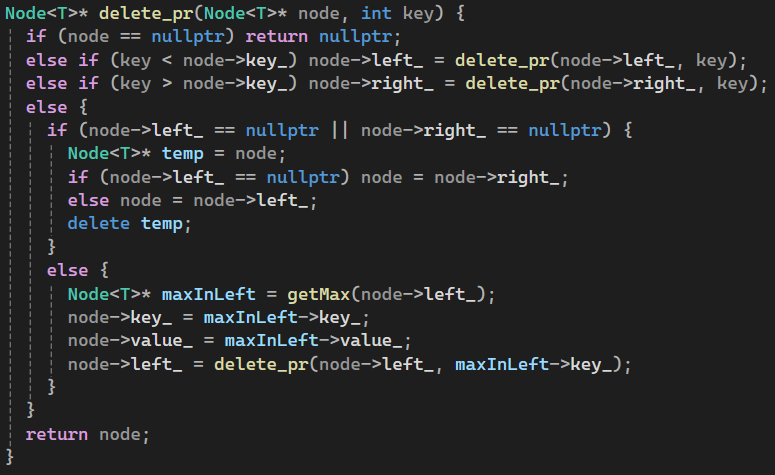 Node<T>* delete_pr(Node<T>* node, int key) {
  if (node == nullptr) return nullptr;
  else if (key < node->key_) node->left_ = delete_pr(node->left_, key);
  else if (key > node->key_) node->right_ = delete_pr(node->right_, key);
  else {
    if (node->left_ == nullptr || node->right_ == nullptr) {
      Node<T>* temp = node;
      if (node->left_ == nullptr) node = node->right_;
      else node = node->left_;
      delete temp;
    }
    else {
      Node<T>* maxInLeft = getMax(node->left_);
      node->key_ = maxInLeft->key_;
      node->value_ = maxInLeft->value_;
      node->left_ = delete_pr(node->left_, maxInLeft->key_);
    }
  }
  return node;
}